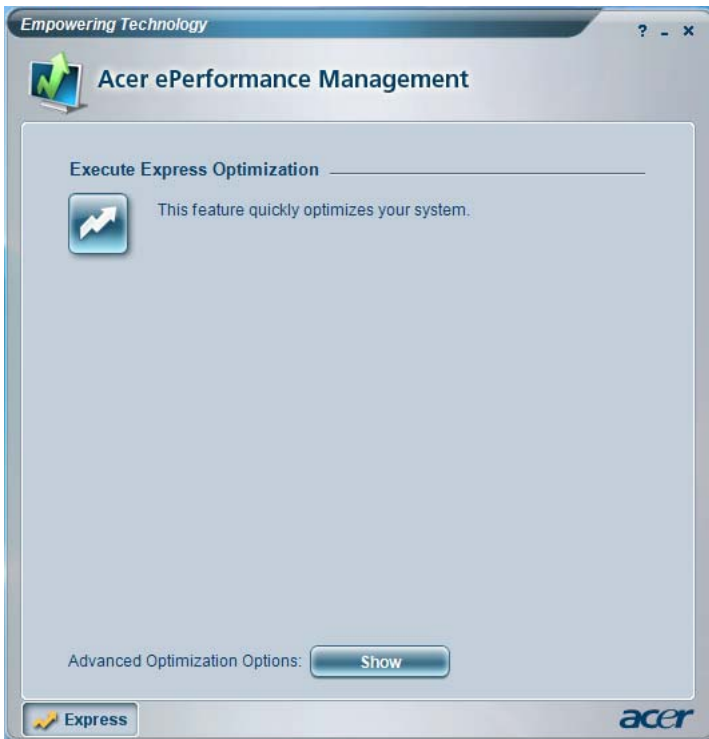 Empowering Technology
? - ×
Acer ePerformance Management
Execute Express Optimization
This feature quickly optimizes your system.
Advanced Optimization Options: Show
Express
acer